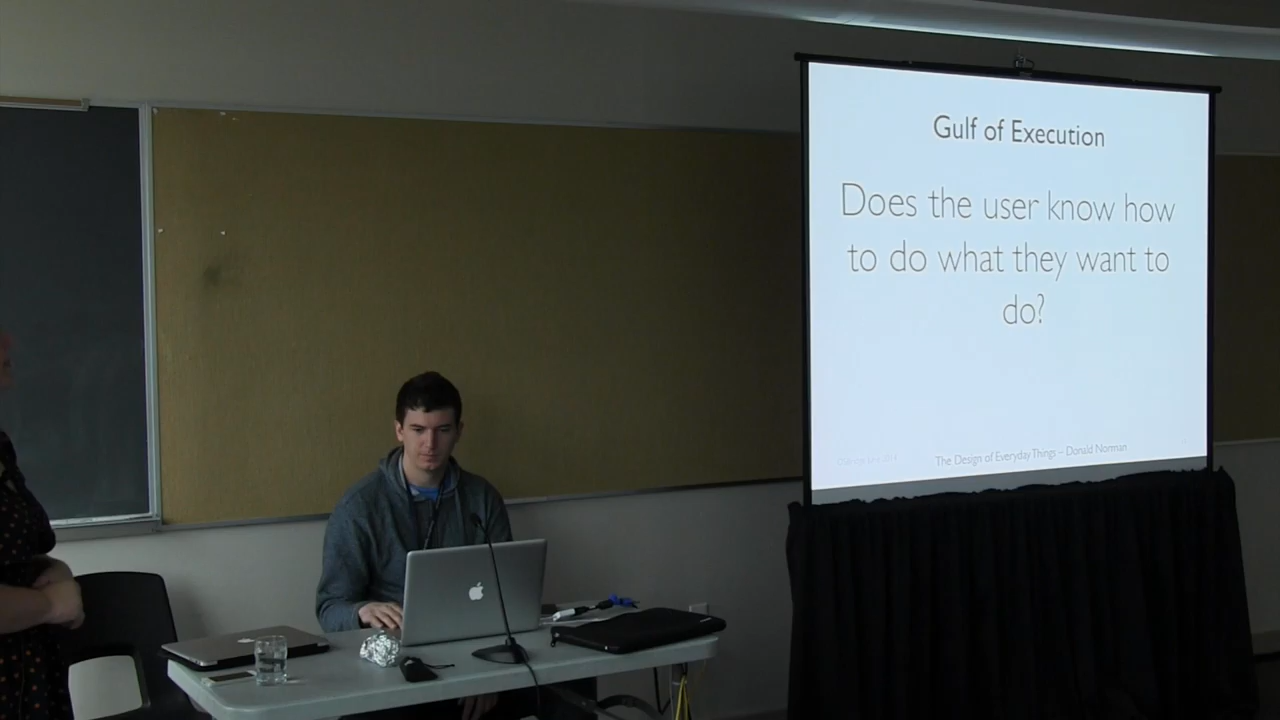 Gulf of Execution
Does the user know how
to do what they want to
do?
The Design of Everyday Things – Donald Norman